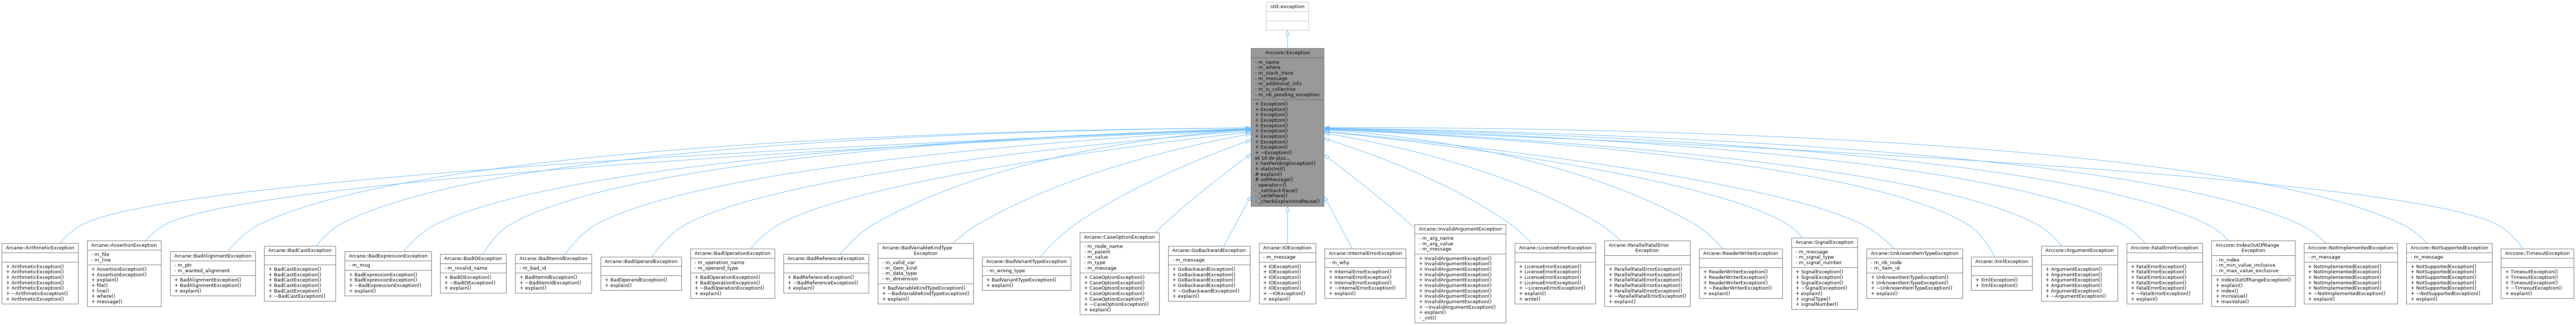 std::exception
Arccore::Exception
- m_name
- m_where
- m_stack_trace
- m_message
- m_additional_info
- m_is_collective
- m_nb_pending_exception
+ Exception()
+ Exception()
+ Exception()
+ Exception()
+ Exception()
+ Exception()
+ Exception()
+ Exception()
+ Exception()
+ ~Exception()
et 10 de plus...
+ hasPendingException()
+ staticInit()
# explain()
# setMessage()
- operator=()
- _setStackTrace()
- _setWhere()
- _checkExplainAndPause()
Arcane::ArithmeticException
+ ArithmeticException()
+ ArithmeticException()
+ ArithmeticException()
+ ArithmeticException()
+ ArithmeticException()
+ ~ArithmeticException()
+ ArithmeticException()
Arcane::AssertionException
- m_file
- m_line
+ AssertionException()
+ AssertionException()
+ explain()
+ file()
+ line()
+ where()
+ message()
Arcane::BadAlignmentException
- m_ptr
- m_wanted_alignment
+ BadAlignmentException()
+ BadAlignmentException()
+ explain()
Arcane::BadCastException
+ BadCastException()
+ BadCastException()
+ BadCastException()
+ BadCastException()
+ BadCastException()
+ ~BadCastException()
Arcane::BadExpressionException
- m_msg
+ BadExpressionException()
+ BadExpressionException()
+ ~BadExpressionException()
+ explain()
Arcane::BadIDException
- m_invalid_name
+ BadIDException()
+ ~BadIDException()
+ explain()
Arcane::BadItemIdException
- m_bad_id
+ BadItemIdException()
+ ~BadItemIdException()
+ explain()
Arcane::BadOperandException
+ BadOperandException()
+ explain()
Arcane::BadOperationException
- m_operation_name
- m_operand_type
+ BadOperationException()
+ BadOperationException()
+ ~BadOperationException()
+ explain()
Arcane::BadReferenceException
+ BadReferenceException()
+ ~BadReferenceException()
+ explain()
Arcane::BadVariableKindType
Exception
- m_valid_var
- m_item_kind
- m_data_type
- m_dimension
+ BadVariableKindTypeException()
+ ~BadVariableKindTypeException()
+ explain()
Arcane::BadVariantTypeException
- m_wrong_type
+ BadVariantTypeException()
+ explain()
Arcane::CaseOptionException
- m_node_name
- m_parent
- m_value
- m_type
- m_message
+ CaseOptionException()
+ CaseOptionException()
+ CaseOptionException()
+ CaseOptionException()
+ CaseOptionException()
+ ~CaseOptionException()
+ explain()
Arcane::GoBackwardException
- m_message
+ GoBackwardException()
+ GoBackwardException()
+ GoBackwardException()
+ GoBackwardException()
+ ~GoBackwardException()
+ explain()
Arcane::IOException
- m_message
+ IOException()
+ IOException()
+ IOException()
+ IOException()
+ IOException()
+ ~IOException()
+ explain()
Arcane::InternalErrorException
- m_why
+ InternalErrorException()
+ InternalErrorException()
+ InternalErrorException()
+ ~InternalErrorException()
+ explain()
Arcane::InvalidArgumentException
- m_arg_name
- m_arg_value
- m_message
+ InvalidArgumentException()
+ InvalidArgumentException()
+ InvalidArgumentException()
+ InvalidArgumentException()
+ InvalidArgumentException()
+ InvalidArgumentException()
+ InvalidArgumentException()
+ InvalidArgumentException()
+ InvalidArgumentException()
+ ~InvalidArgumentException()
+ explain()
- _init()
Arcane::LicenseErrorException
+ LicenseErrorException()
+ LicenseErrorException()
+ LicenseErrorException()
+ LicenseErrorException()
+ ~LicenseErrorException()
+ explain()
+ write()
Arcane::ParallelFatalError
Exception
+ ParallelFatalErrorException()
+ ParallelFatalErrorException()
+ ParallelFatalErrorException()
+ ParallelFatalErrorException()
+ ParallelFatalErrorException()
+ ~ParallelFatalErrorException()
+ explain()
Arcane::ReaderWriterException
+ ReaderWriterException()
+ ReaderWriterException()
+ ReaderWriterException()
+ ~ReaderWriterException()
+ explain()
Arcane::SignalException
- m_message
- m_signal_type
- m_signal_number
+ SignalException()
+ SignalException()
+ SignalException()
+ ~SignalException()
+ explain()
+ signalType()
+ signalNumber()
Arcane::UnknownItemTypeException
- m_nb_node
- m_item_id
+ UnknownItemTypeException()
+ UnknownItemTypeException()
+ ~UnknownItemTypeException()
+ explain()
Arcane::XmlException
+ XmlException()
+ XmlException()
Arccore::ArgumentException
+ ArgumentException()
+ ArgumentException()
+ ArgumentException()
+ ArgumentException()
+ ArgumentException()
+ ~ArgumentException()
Arccore::FatalErrorException
+ FatalErrorException()
+ FatalErrorException()
+ FatalErrorException()
+ FatalErrorException()
+ FatalErrorException()
+ ~FatalErrorException()
+ explain()
Arccore::IndexOutOfRange
Exception
- m_index
- m_min_value_inclusive
- m_max_value_exclusive
+ IndexOutOfRangeException()
+ explain()
+ index()
+ minValue()
+ maxValue()
Arccore::NotImplementedException
- m_message
+ NotImplementedException()
+ NotImplementedException()
+ NotImplementedException()
+ NotImplementedException()
+ NotImplementedException()
+ ~NotImplementedException()
+ explain()
Arccore::NotSupportedException
- m_message
+ NotSupportedException()
+ NotSupportedException()
+ NotSupportedException()
+ NotSupportedException()
+ NotSupportedException()
+ ~NotSupportedException()
+ explain()
Arccore::TimeoutException
+ TimeoutException()
+ TimeoutException()
+ TimeoutException()
+ ~TimeoutException()
+ explain()